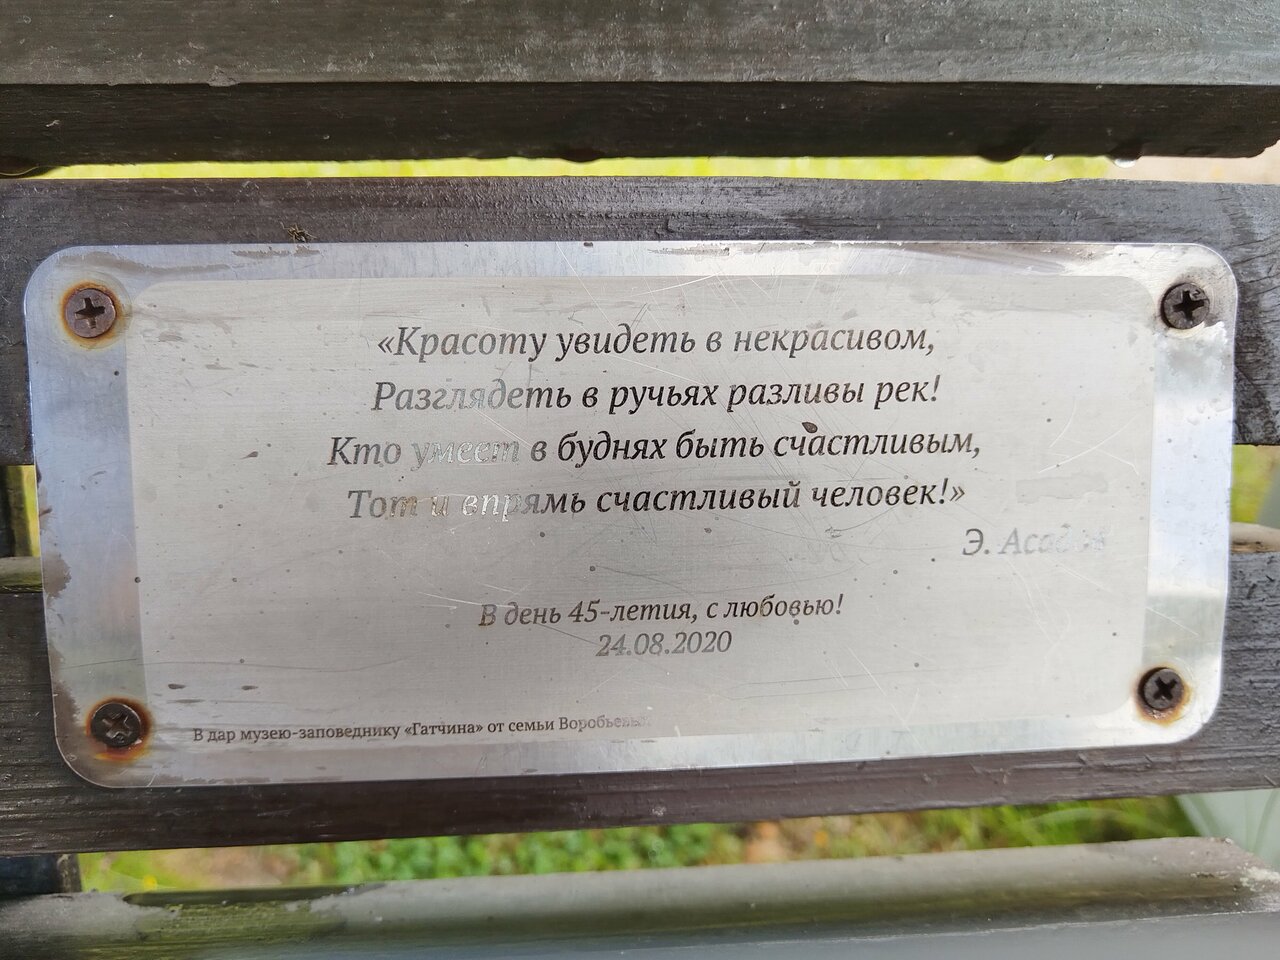 «Красоту увидеть в некрасивом,
Разглядеть в ручьях разливы рек!
Кто умеет в буднях быть счастливым,
Тот и впрямь счастливый человек!»
Э. Асадов
В день 45-летия, с любовью!
24.08.2020
В дар музею-заповеднику «Гатчина» от семьи Воробьевых